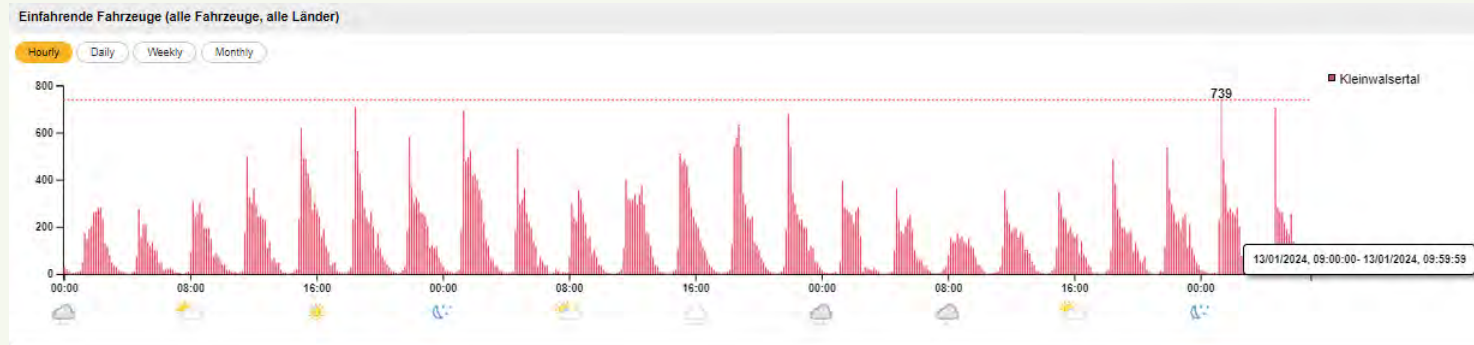 Einfahrende Fahrzeuge (alle Fahrzeuge, alle Länder)
Hourly Daily Weekly Monthly
Kleinwalsertal
800
739
600
400
200
0
13/01/2024, 09:00:00- 13/01/2024, 09:59:59
00:00 08:00 16:00 00:00 08:00 16:00 00:00 08:00 16:00 00:00